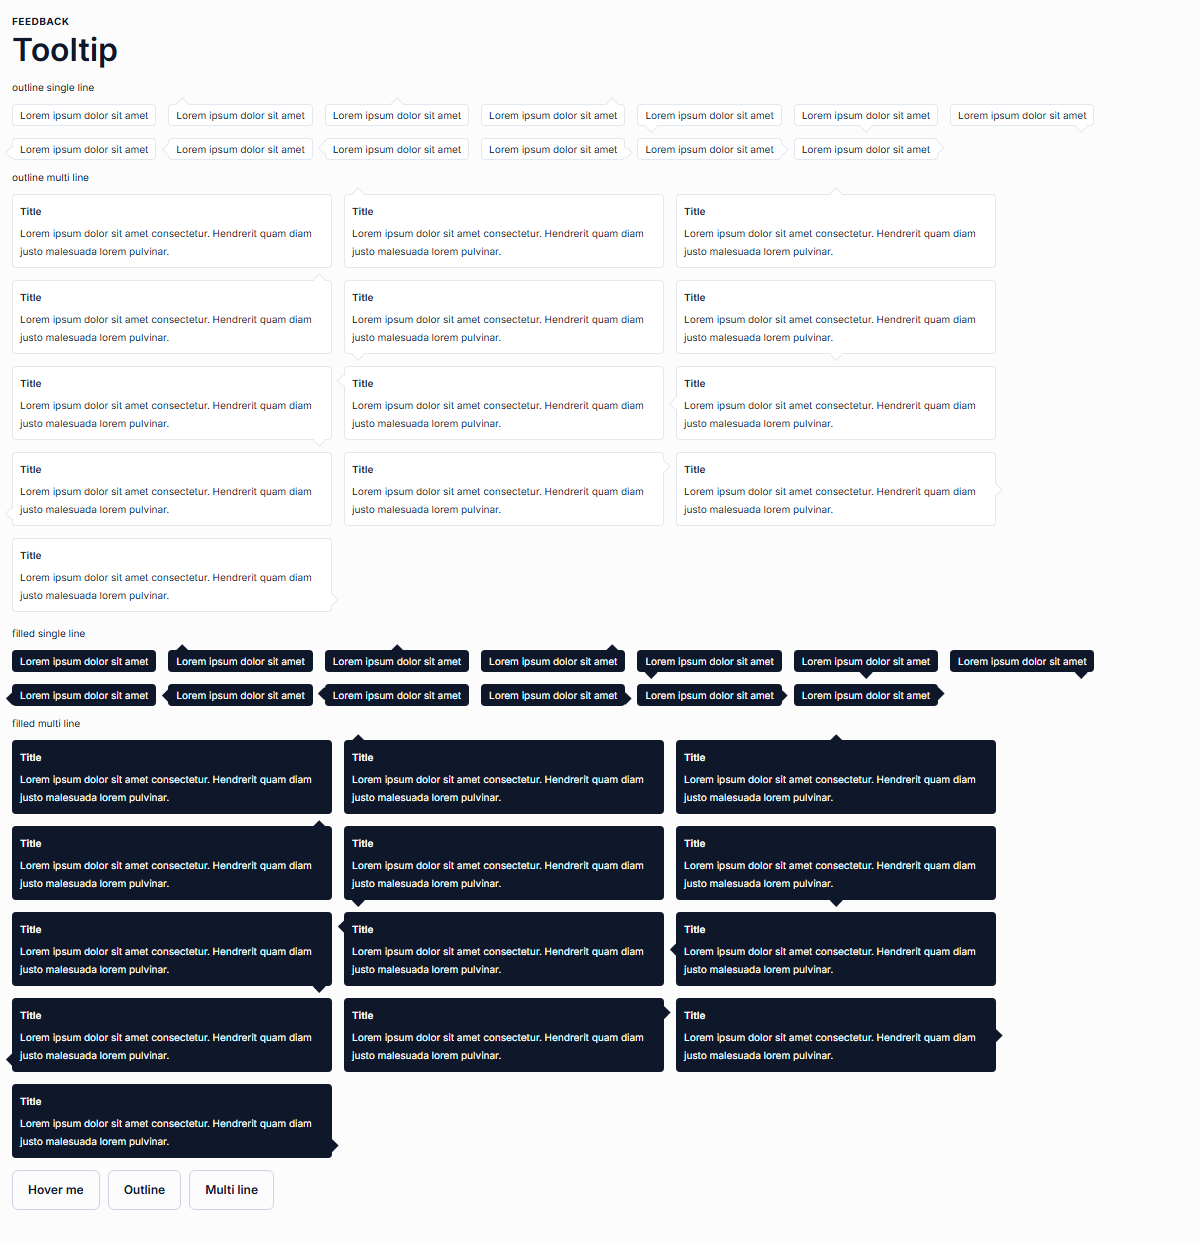 FEEDBACK
Tooltip
outline single line
Lorem ipsum dolor sit amet Lorem ipsum dolor sit amet Lorem ipsum dolor sit amet Lorem ipsum dolor sit amet Lorem ipsum dolor sit amet Lorem ipsum dolor sit amet Lorem ipsum dolor sit amet
Lorem ipsum dolor sit amet Lorem ipsum dolor sit amet Lorem ipsum dolor sit amet Lorem ipsum dolor sit amet Lorem ipsum dolor sit amet Lorem ipsum dolor sit amet
outline multi line
Title
Lorem ipsum dolor sit amet consectetur. Hendrerit quam diam
justo malesuada lorem pulvinar.
Title
Lorem ipsum dolor sit amet consectetur. Hendrerit quam diam
justo malesuada lorem pulvinar.
Title
Lorem ipsum dolor sit amet consectetur. Hendrerit quam diam
justo malesuada lorem pulvinar.
Title
Lorem ipsum dolor sit amet consectetur. Hendrerit quam diam
justo malesuada lorem pulvinar.
Title
Lorem ipsum dolor sit amet consectetur. Hendrerit quam diam
justo malesuada lorem pulvinar.
Title
Lorem ipsum dolor sit amet consectetur. Hendrerit quam diam
justo malesuada lorem pulvinar.
Title
Lorem ipsum dolor sit amet consectetur. Hendrerit quam diam
justo malesuada lorem pulvinar.
Title
Lorem ipsum dolor sit amet consectetur. Hendrerit quam diam
justo malesuada lorem pulvinar.
Title
Lorem ipsum dolor sit amet consectetur. Hendrerit quam diam
justo malesuada lorem pulvinar.
Title
Lorem ipsum dolor sit amet consectetur. Hendrerit quam diam
justo malesuada lorem pulvinar.
Title
Lorem ipsum dolor sit amet consectetur. Hendrerit quam diam
justo malesuada lorem pulvinar.
Title
Lorem ipsum dolor sit amet consectetur. Hendrerit quam diam
justo malesuada lorem pulvinar.
Title
Lorem ipsum dolor sit amet consectetur. Hendrerit quam diam
justo malesuada lorem pulvinar.
filled single line
Lorem ipsum dolor sit amet Lorem ipsum dolor sit amet Lorem ipsum dolor sit amet Lorem ipsum dolor sit amet Lorem ipsum dolor sit amet Lorem ipsum dolor sit amet Lorem ipsum dolor sit amet
Lorem ipsum dolor sit amet Lorem ipsum dolor sit amet Lorem ipsum dolor sit amet Lorem ipsum dolor sit amet Lorem ipsum dolor sit amet Lorem ipsum dolor sit amet
filled multi line
Title
Lorem ipsum dolor sit amet consectetur. Hendrerit quam diam
justo malesuada lorem pulvinar.
Title
Lorem ipsum dolor sit amet consectetur. Hendrerit quam diam
justo malesuada lorem pulvinar.
Title
Lorem ipsum dolor sit amet consectetur. Hendrerit quam diam
justo malesuada lorem pulvinar.
Title
Lorem ipsum dolor sit amet consectetur. Hendrerit quam diam
justo malesuada lorem pulvinar.
Title
Lorem ipsum dolor sit amet consectetur. Hendrerit quam diam
justo malesuada lorem pulvinar.
Title
Lorem ipsum dolor sit amet consectetur. Hendrerit quam diam
justo malesuada lorem pulvinar.
Title
Lorem ipsum dolor sit amet consectetur. Hendrerit quam diam
justo malesuada lorem pulvinar.
Title
Lorem ipsum dolor sit amet consectetur. Hendrerit quam diam
justo malesuada lorem pulvinar.
Title
Lorem ipsum dolor sit amet consectetur. Hendrerit quam diam
justo malesuada lorem pulvinar.
Title
Lorem ipsum dolor sit amet consectetur. Hendrerit quam diam
justo malesuada lorem pulvinar.
Title
Lorem ipsum dolor sit amet consectetur. Hendrerit quam diam
justo malesuada lorem pulvinar.
Title
Lorem ipsum dolor sit amet consectetur. Hendrerit quam diam
justo malesuada lorem pulvinar.
Title
Lorem ipsum dolor sit amet consectetur. Hendrerit quam diam
justo malesuada lorem pulvinar.
Hover me Outline Multi line